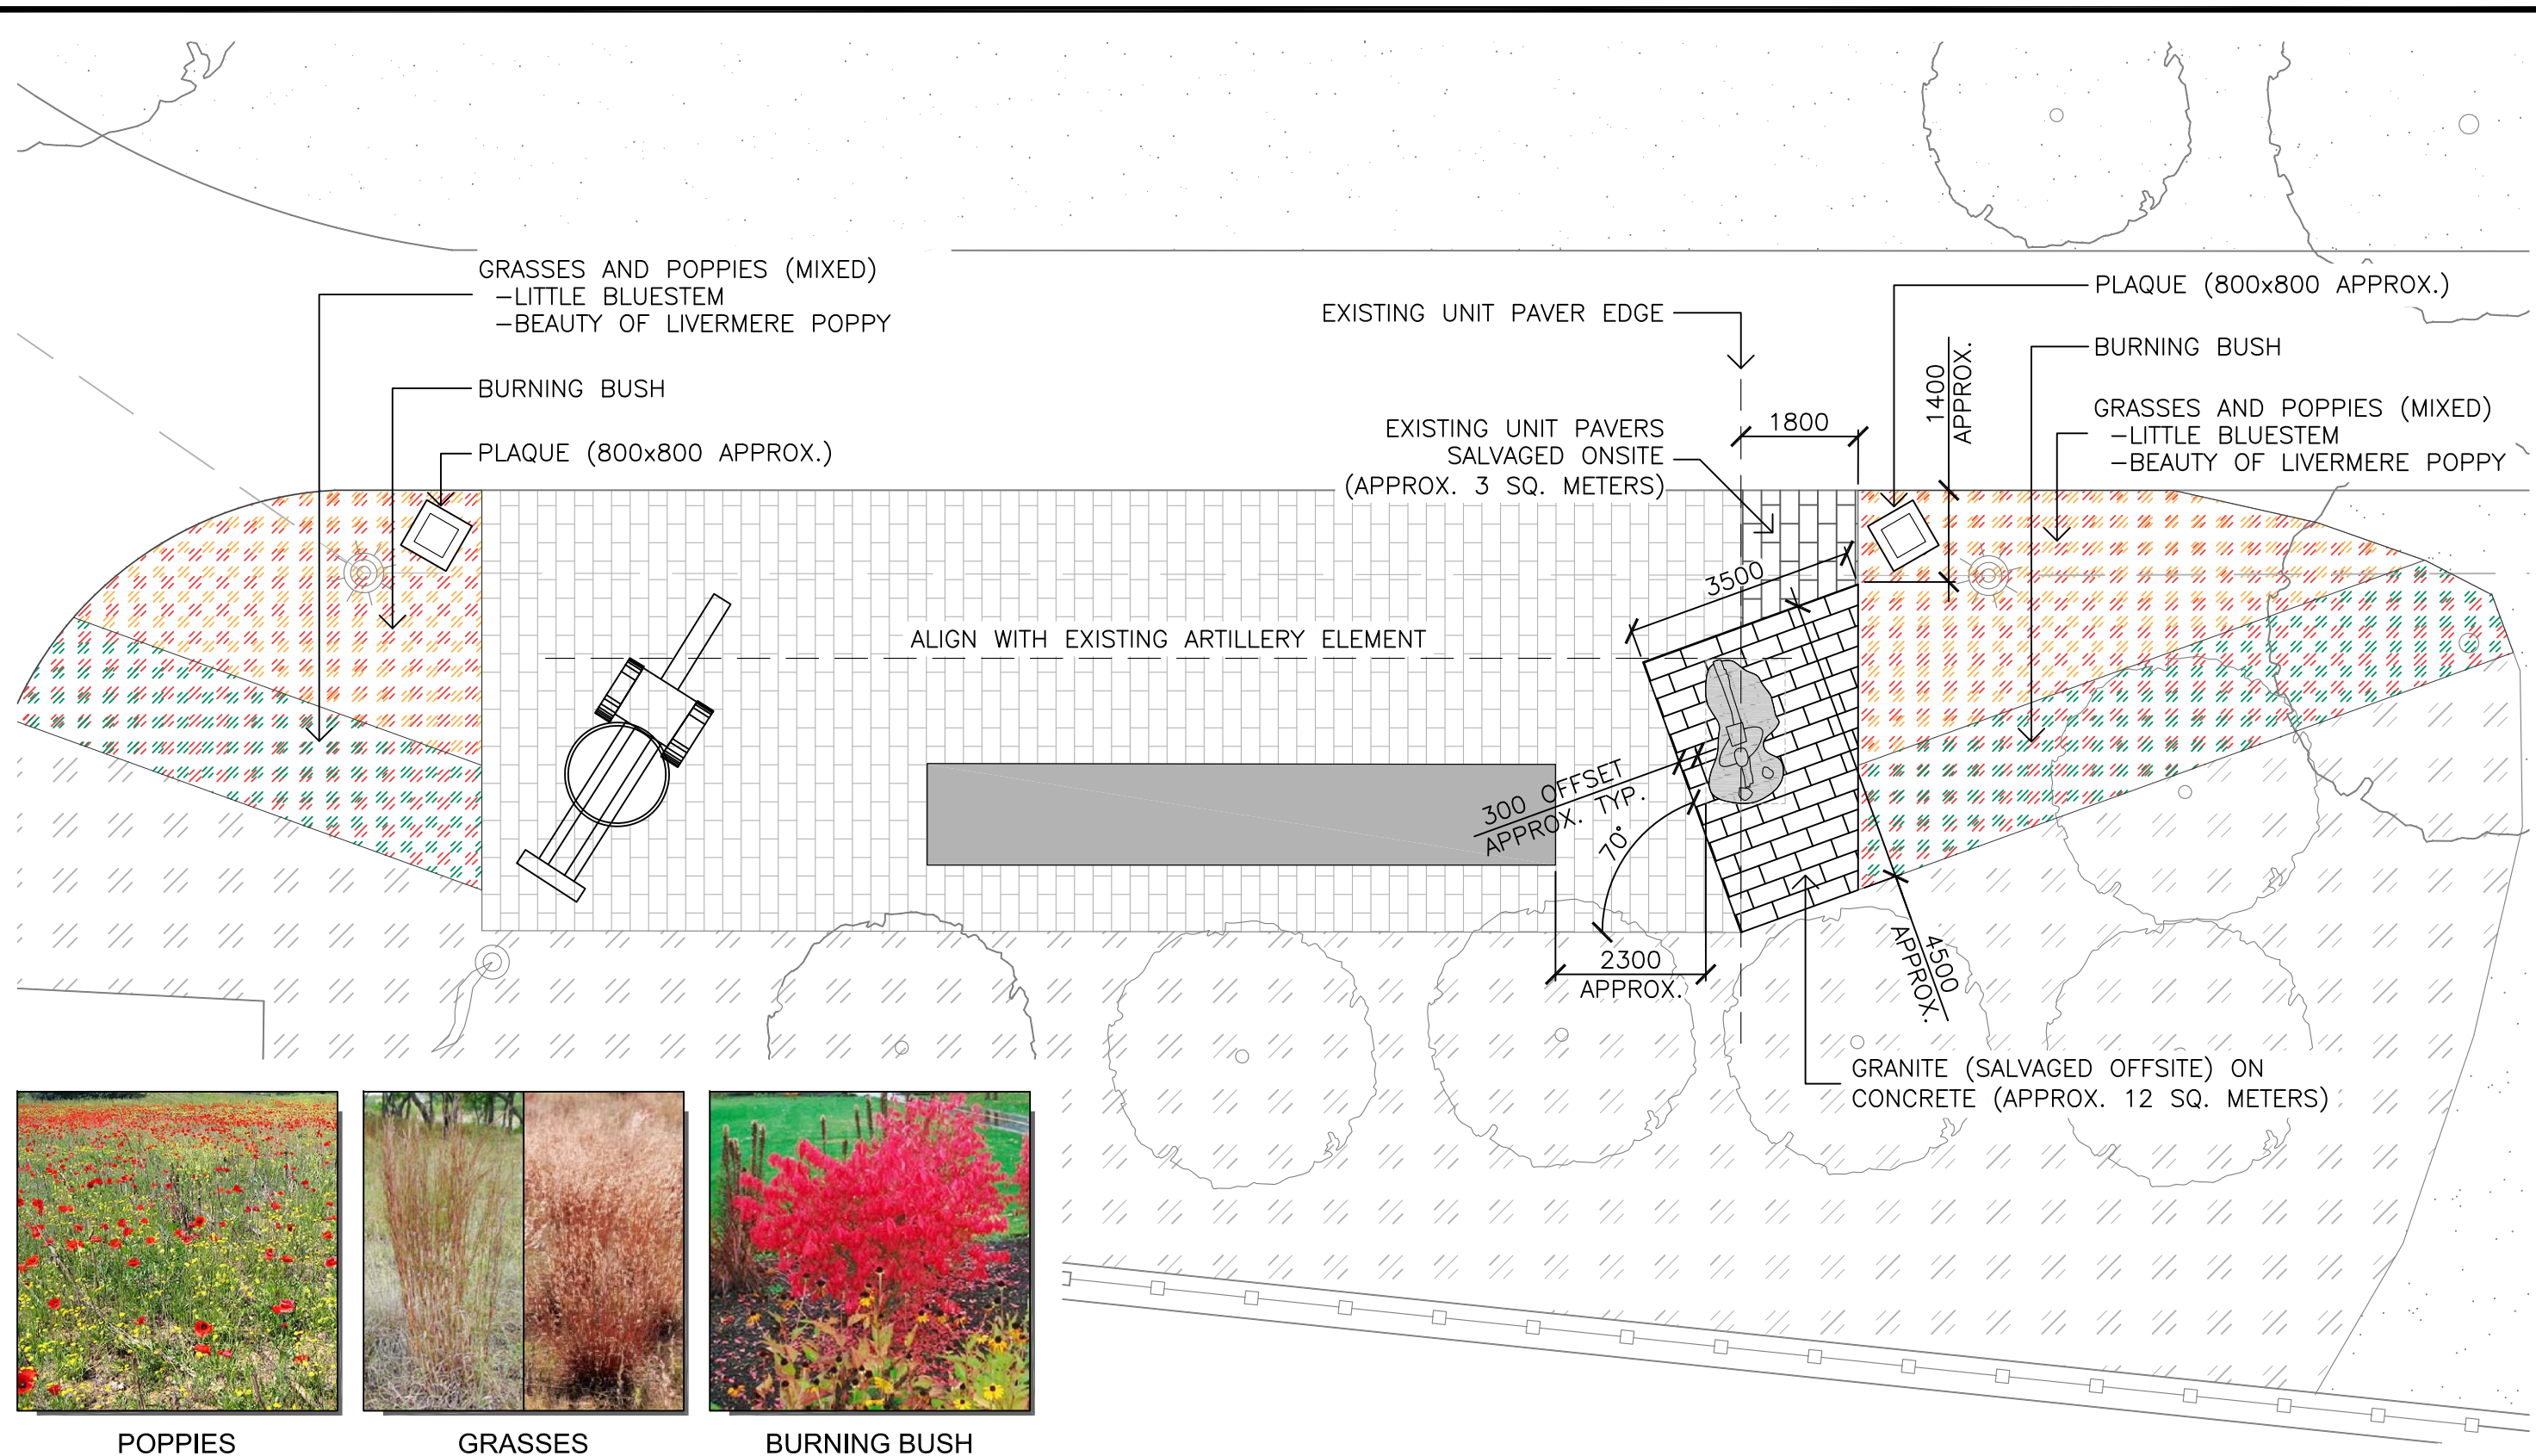 GRASSES AND POPPIES (MIXED)
-LITTLE BLUESTEM
-BEAUTY OF LIVERMERE POPPY
BURNING BUSH
PLAQUE (800x800 APPROX.)
EXISTING UNIT PAVER EDGE
EXISTING UNIT PAVERS
SALVAGED ONSITE
(APPROX. 3 SQ. METERS)
1800
PLAQUE (800x800 APPROX.)
BURNING BUSH
1400
APPROX.
GRASSES AND POPPIES (MIXED)
-LITTLE BLUESTEM
-BEAUTY OF LIVERMERE POPPY
3500
ALIGN WITH EXISTING ARTILLERY ELEMENT
300 OFFSET
APPROX. TYP.
70°
2300
APPROX.
4500
APPROX.
GRANITE (SALVAGED OFFSITE) ON
CONCRETE (APPROX. 12 SQ. METERS)
POPPIES
GRASSES
BURNING BUSH